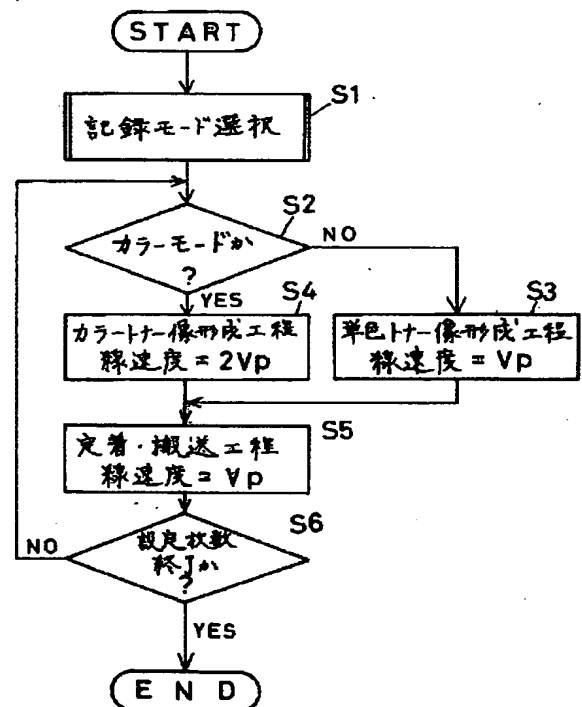 START
S1
記録モード選択
S2
カラーモードか
?
NO
YES
S4
カラートナー像形成工程
線速度=2Vp
S3
単色トナー像形成工程
線速度=Vp
S5
定着・搬送工程
線速度=Vp
S6
設定枚数
終了か
?
NO
YES
END